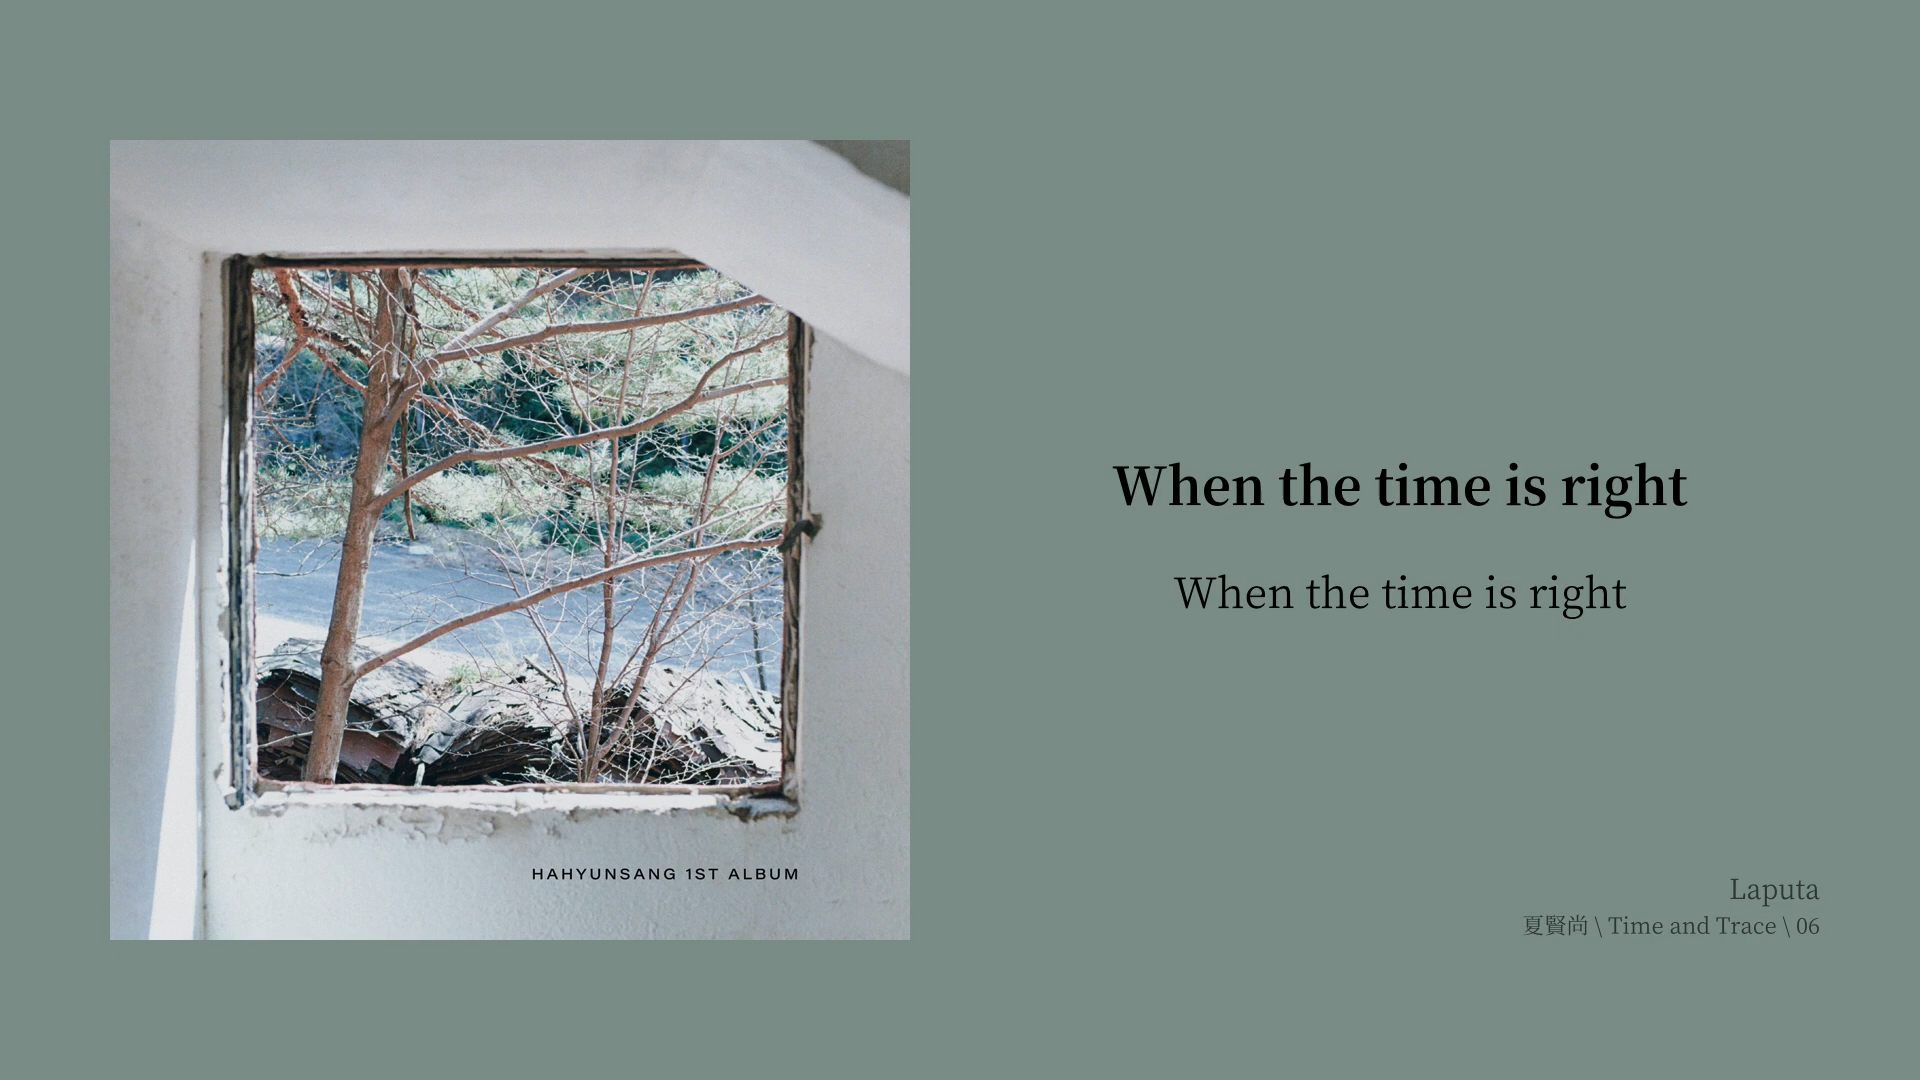 HAHYUNSANG 1ST ALBUM
When the time is right
When the time is right
Laputa
夏賢尚 \ Time and Trace \ 06